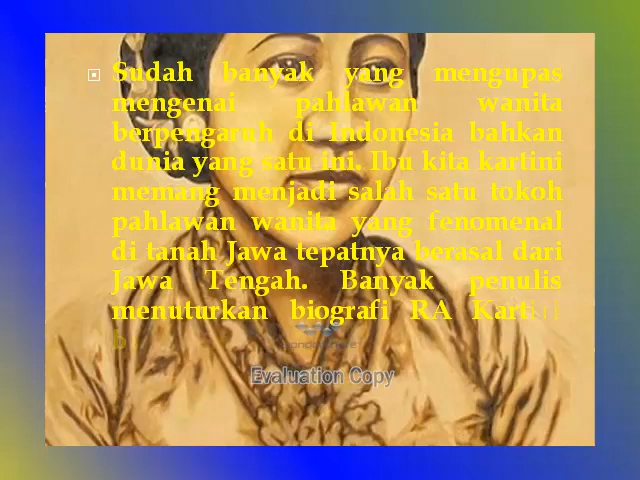 Sudah banyak yang mengupas
mengenai pahlawan wanita
berpengaruh di Indonesia bahkan
dunia yang satu ini. Ibu kita kartini
memang menjadi salah satu tokoh
pahlawan wanita yang fenomenal
di tanah Jawa tepatnya berasal dari
Jawa Tengah. Banyak penulis
menuturkan biografi RA Kartini
b
Evaluation Copy